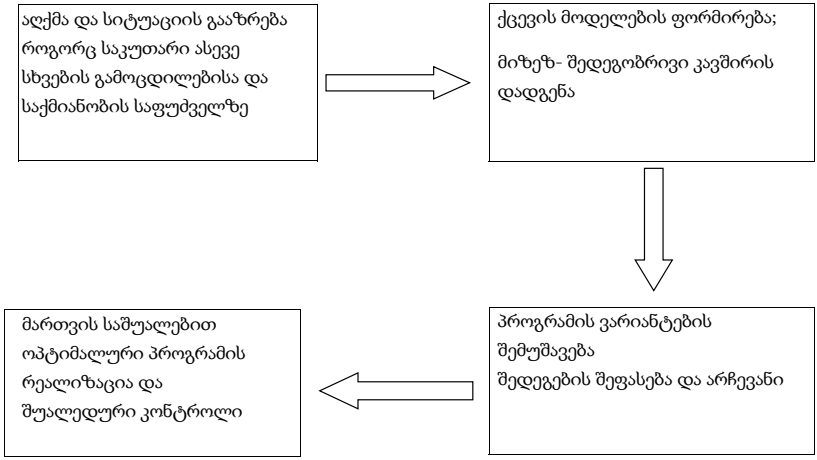 აღქმა და სიტუაციის გააზრება
როგორც საკუთარი ასევე
სხვების გამოცდილებისა და
საქმიანობის საფუძველზე
ქცევის მოდელების ფორმირება;
მიზეზ- შედეგობრივი კავშირის
დადგენა
პროგრამის ვარიანტების
შემუშავება
შედეგების შეფასება და არჩევანი
მართვის საშუალებით
ოპტიმალური პროგრამის
რეალიზაცია და
შუალედური კონტროლი